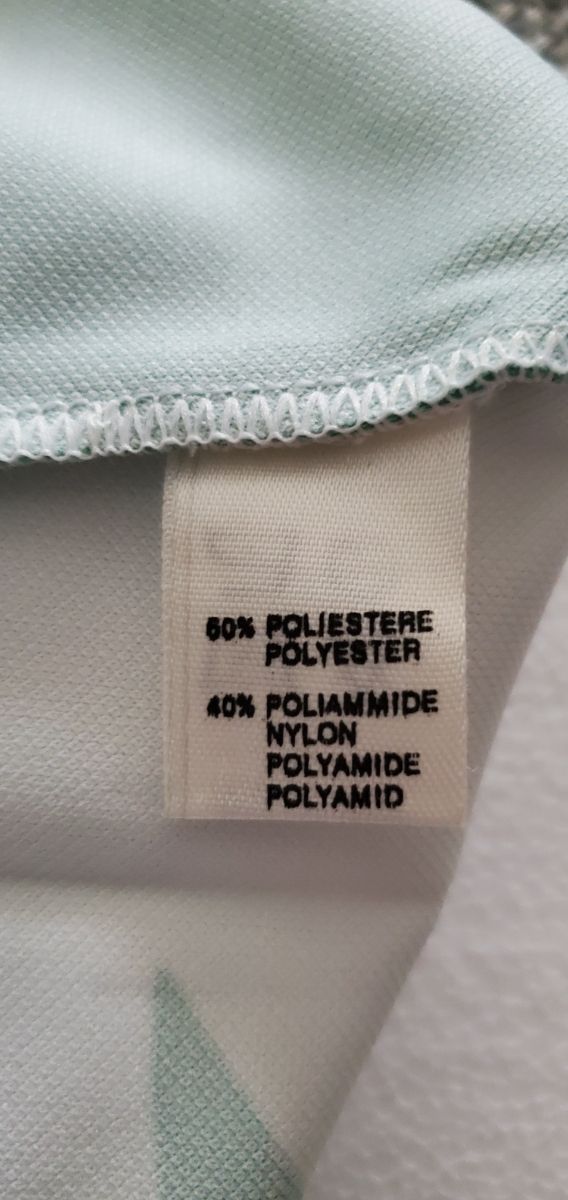 60% POLIESTERE
POLYESTER
40% POLIAMMIDE
NYLON
POLYAMIDE
POLYAMID